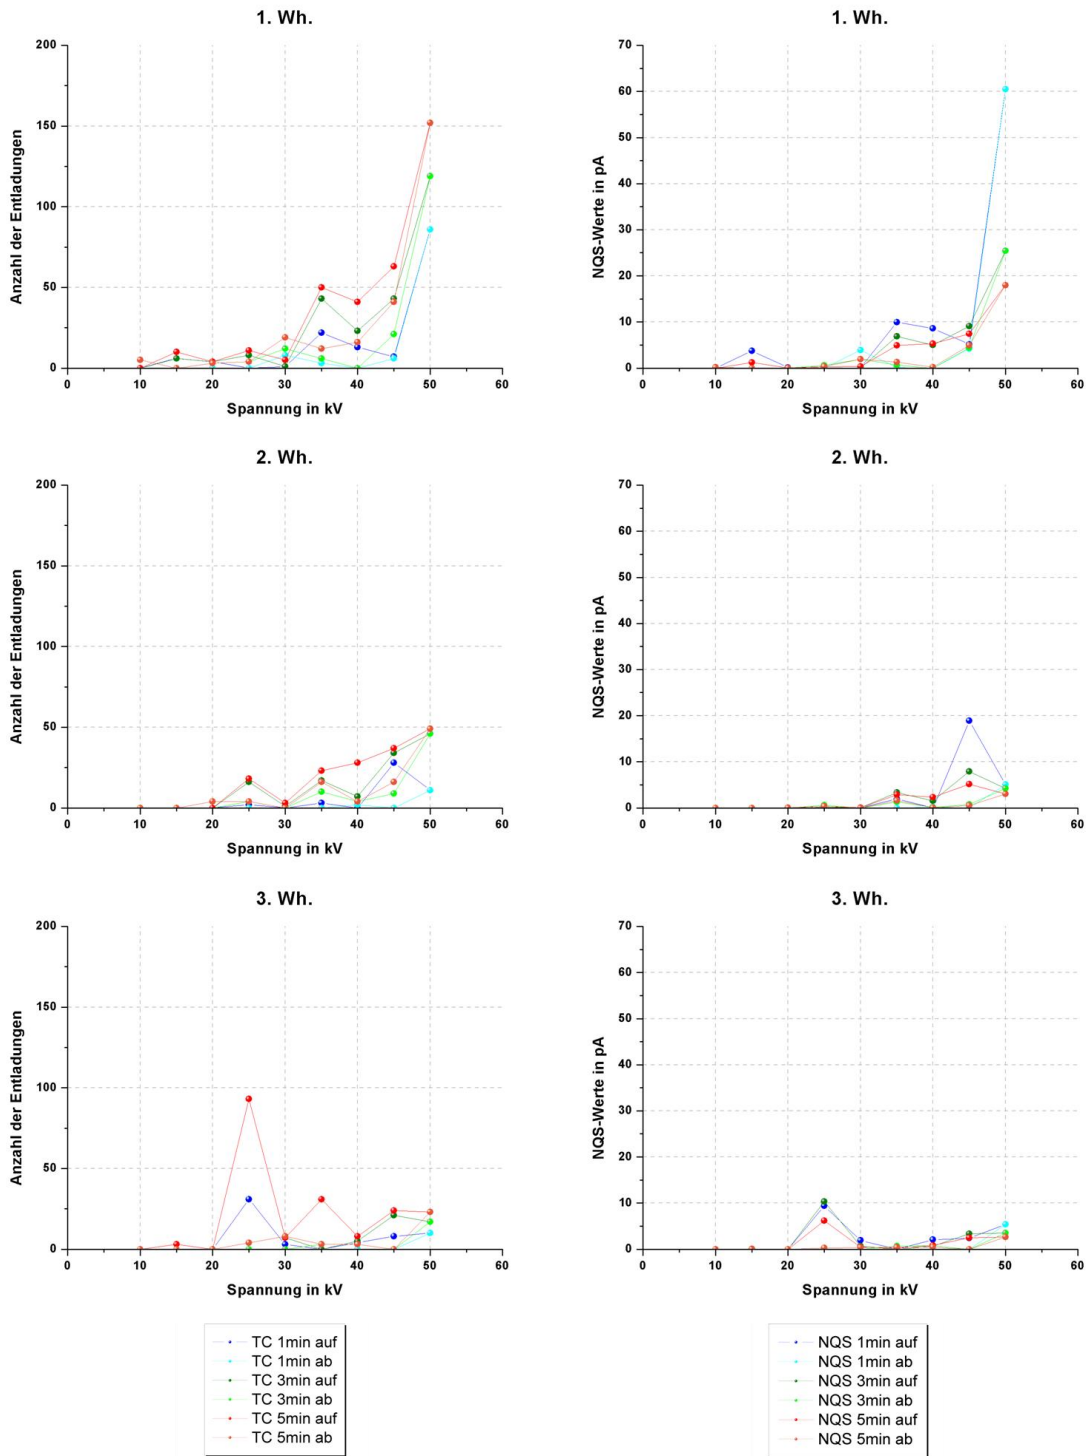 1. Wh.
200
150
100
50
0
Anzahl der Entladungen
0 10 20 30 40 50 60
Spannung in kV
1. Wh.
70
60
50
40
30
20
10
0
NQS-Werte in pA
0 10 20 30 40 50 60
Spannung in kV
2. Wh.
200
150
100
50
0
Anzahl der Entladungen
0 10 20 30 40 50 60
Spannung in kV
2. Wh.
70
60
50
40
30
20
10
0
NQS-Werte in pA
0 10 20 30 40 50 60
Spannung in kV
3. Wh.
200
150
100
50
0
Anzahl der Entladungen
0 10 20 30 40 50 60
Spannung in kV
3. Wh.
70
60
50
40
30
20
10
0
NQS-Werte in pA
0 10 20 30 40 50 60
Spannung in kV
TC 1min auf
TC 1min ab
TC 3min auf
TC 3min ab
TC 5min auf
TC 5min ab
NQS 1min auf
NQS 1min ab
NQS 3min auf
NQS 3min ab
NQS 5min auf
NQS 5min ab